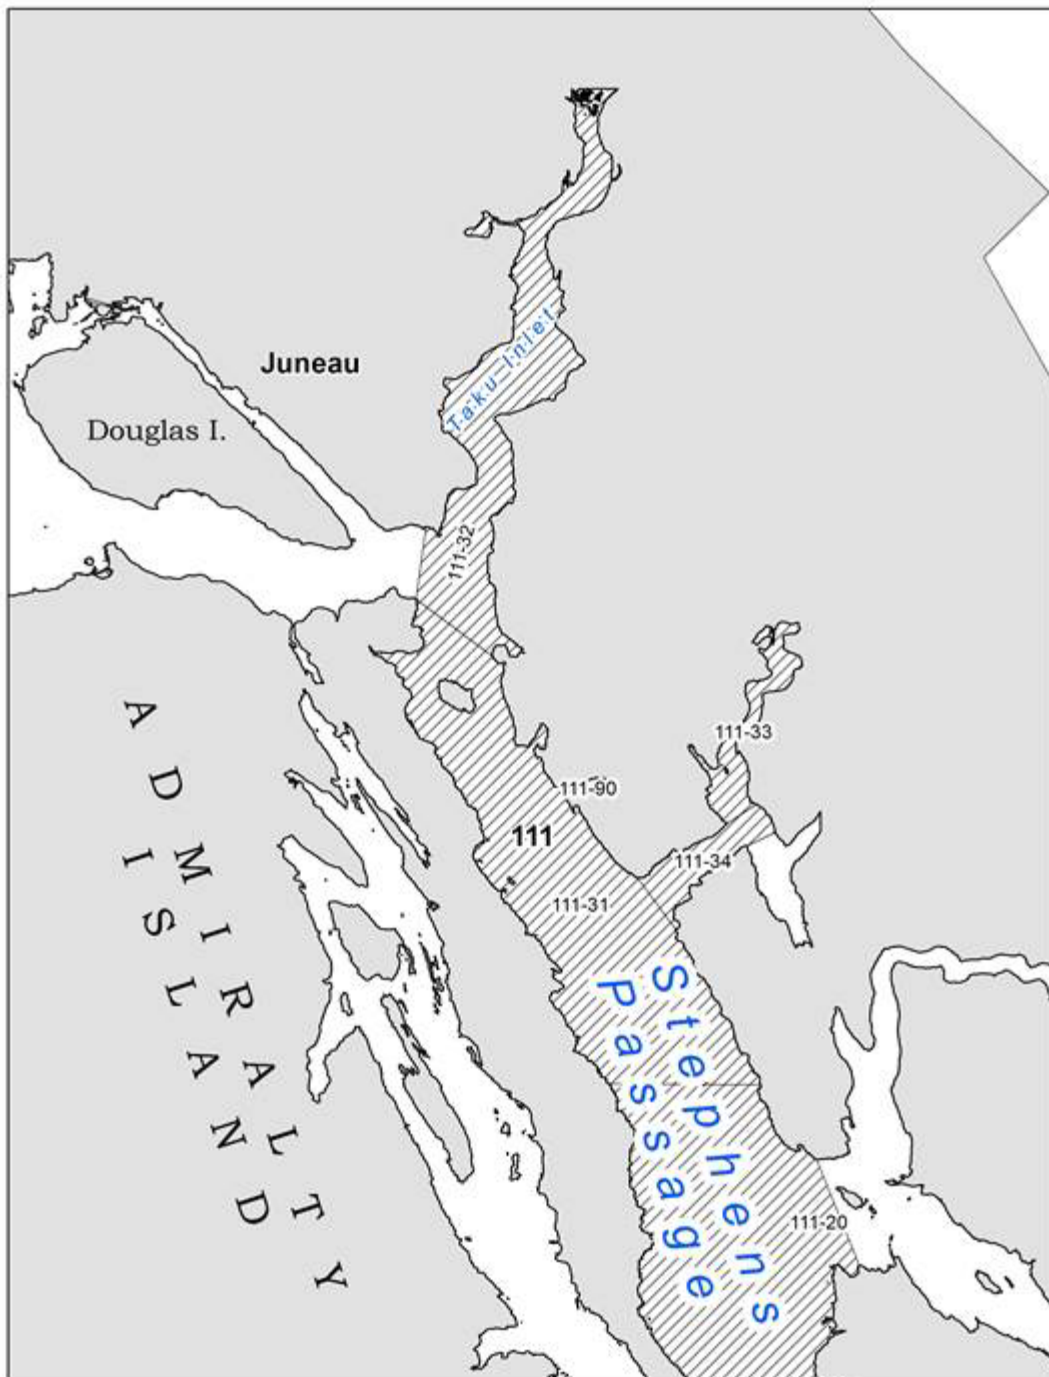 Taku Inlet
Juneau
Douglas I.
111-32
ADMIRALTY
ISLAND
111-33
111-90
111
111-34
111-31
Stephens
Passage
111-20